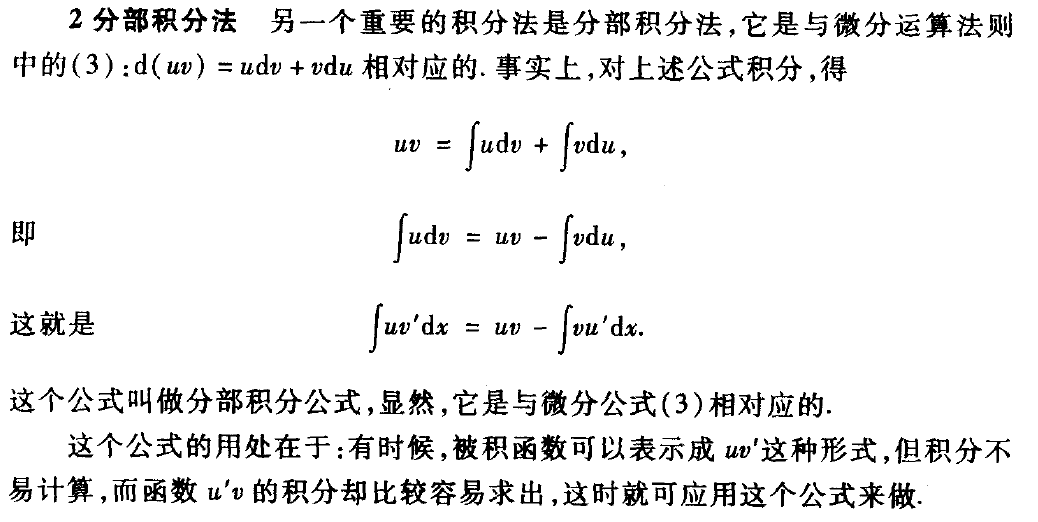 2 分部积分法 另一个重要的积分法是分部积分法,它是与微分运算法则
中的(3):d(uv) = udv + vdu 相对应的. 事实上,对上述公式积分,得
uv = ∫udv + ∫vdu,
即 ∫udv = uv - ∫vdu,
这就是 ∫uv'dx = uv - ∫vu'dx.
这个公式叫做分部积分公式,显然,它是与微分公式(3)相对应的.
这个公式的用处在于:有时候,被积函数可以表示成 uv'这种形式,但积分不
易计算,而函数 u'v 的积分却比较容易求出,这时就可应用这个公式来做.